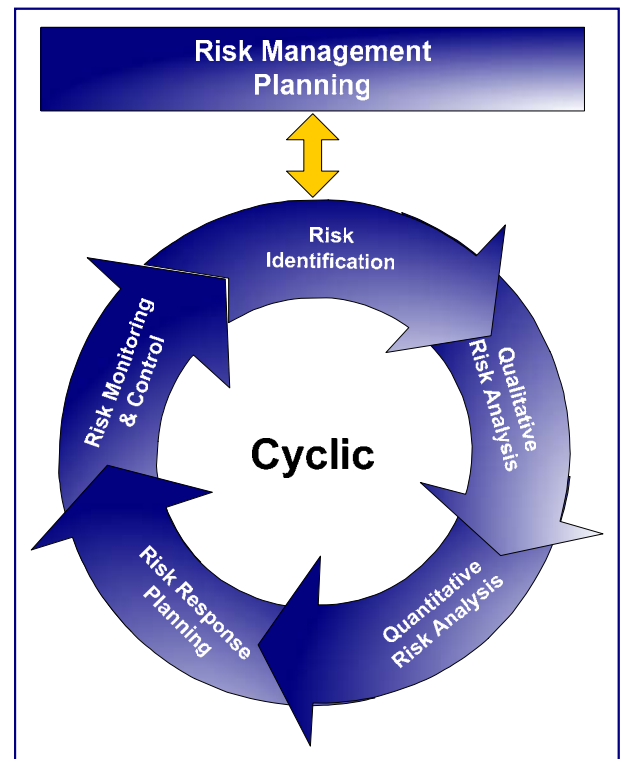 Risk Management
Planning
Risk
Identification
Qualitative
Risk Analysis
Quantitative
Risk Analysis
Risk Response
Planning
Risk Monitoring
& Control
Cyclic